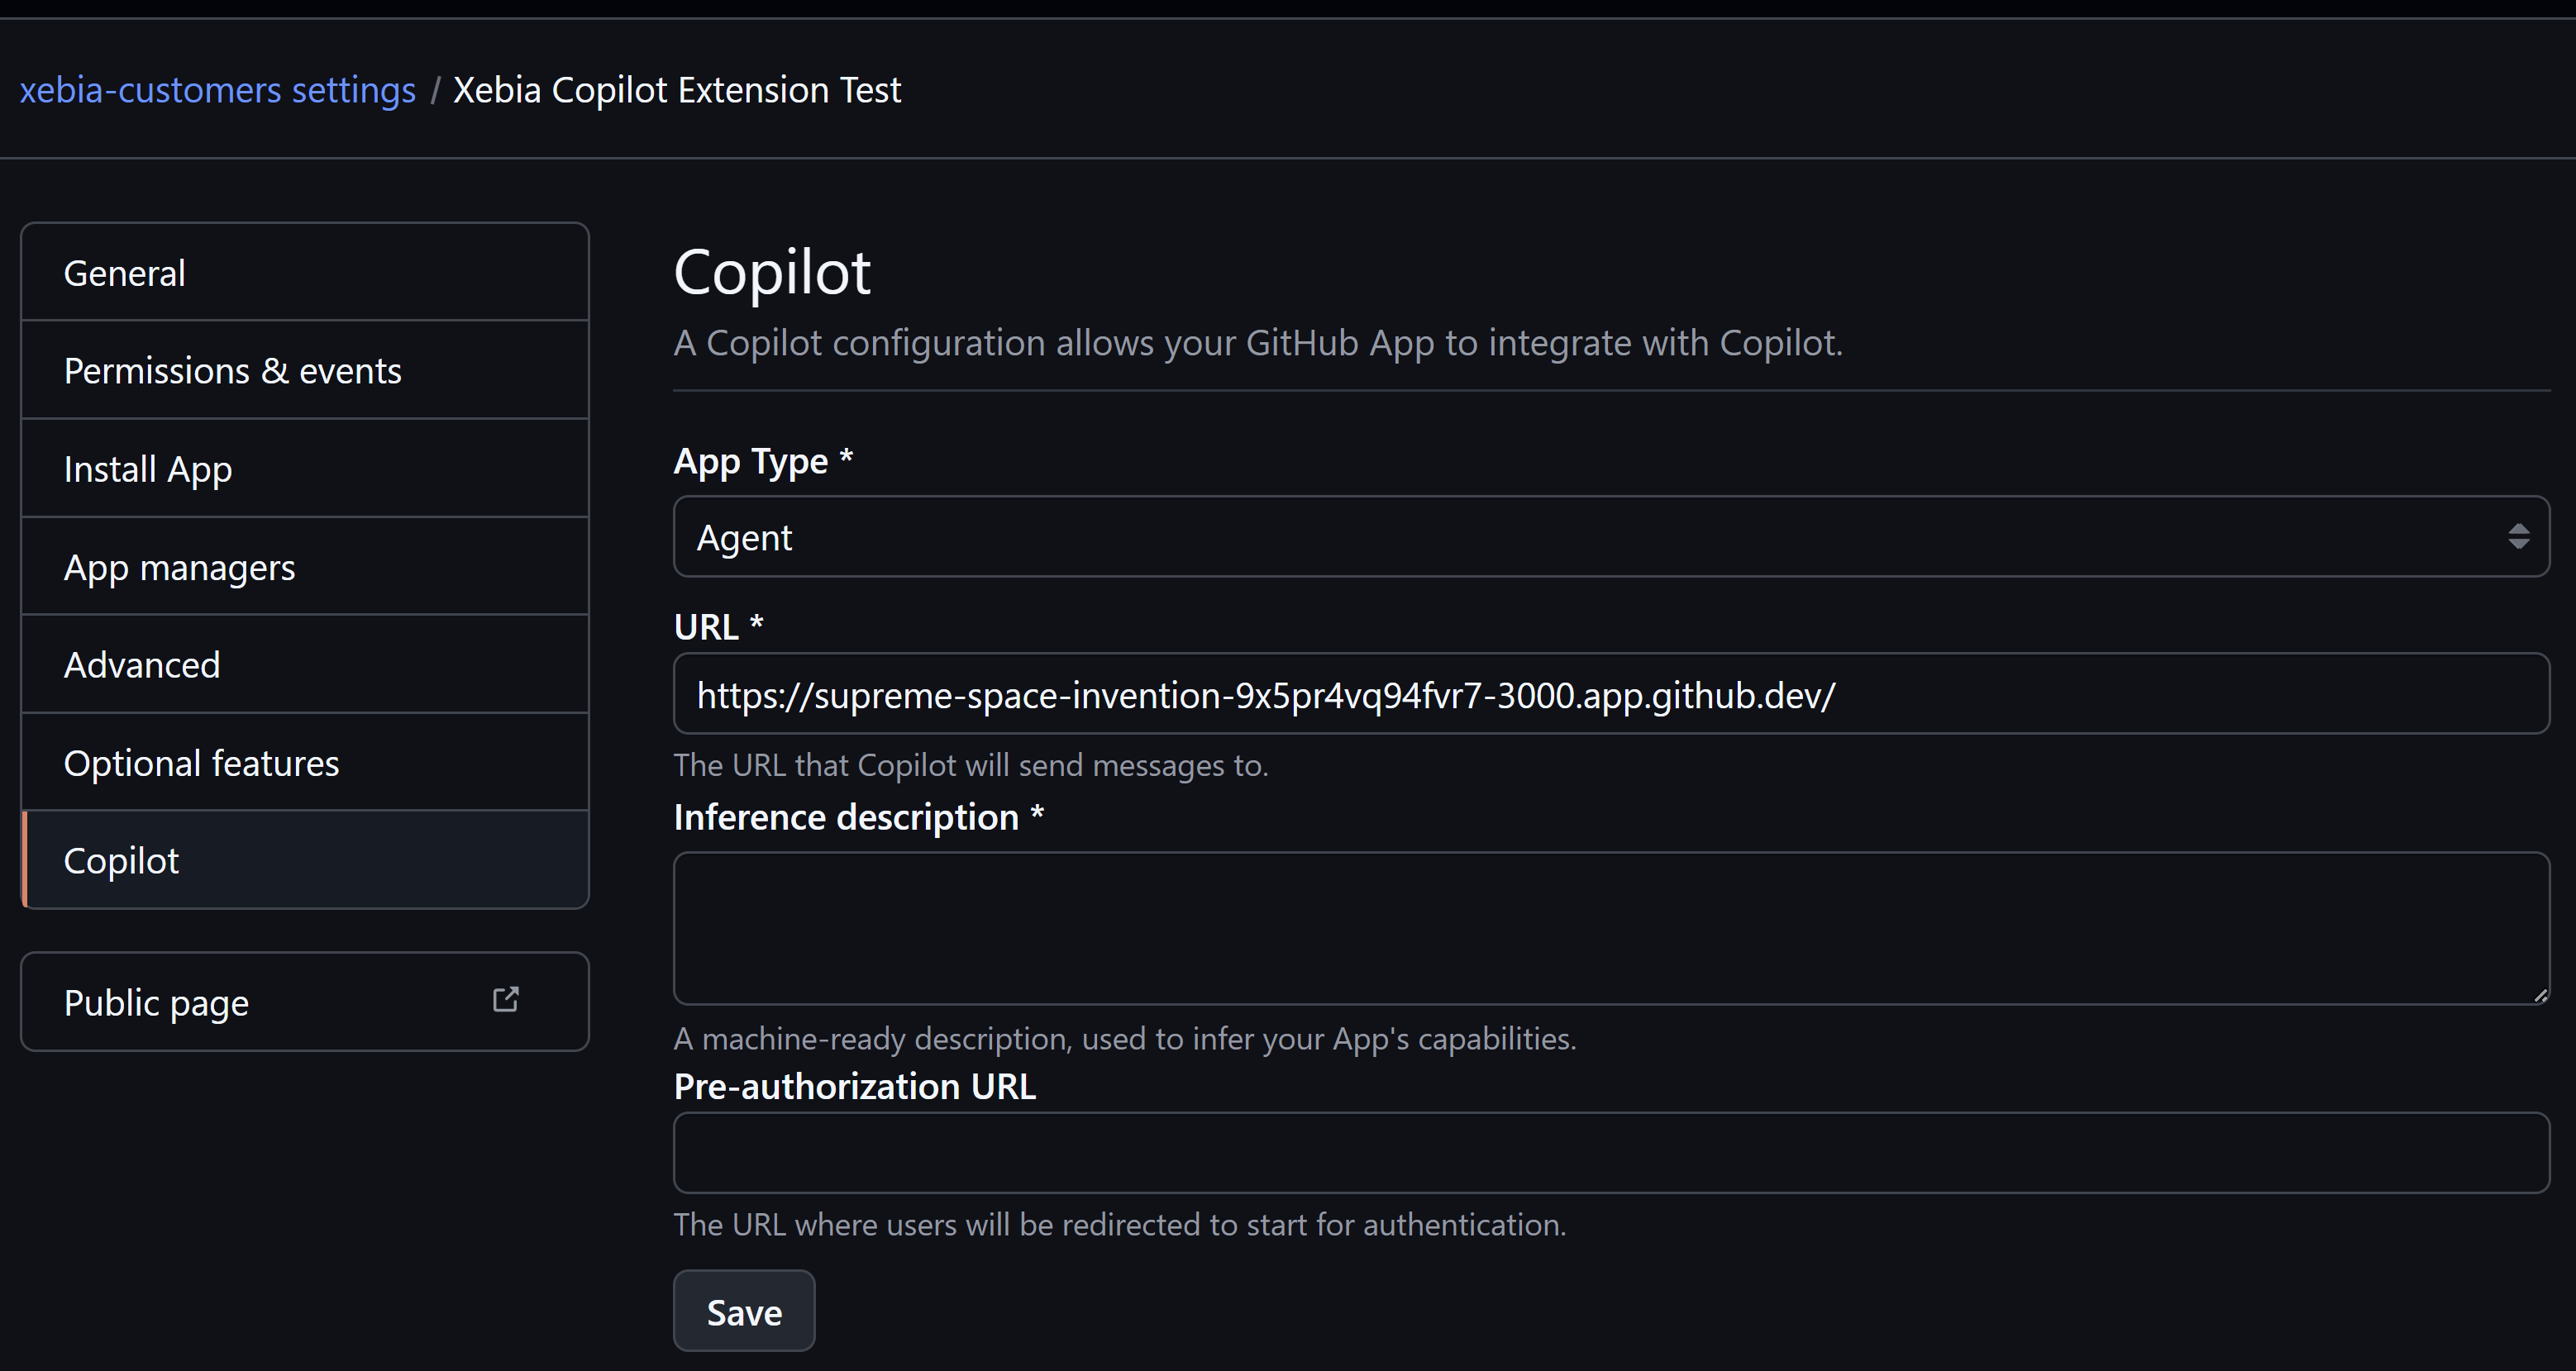 xebia-customers settings / Xebia Copilot Extension Test
General
Permissions & events
Install App
App managers
Advanced
Optional features
Copilot
Public page
Copilot
A Copilot configuration allows your GitHub App to integrate with Copilot.
App Type *
Agent
URL *
https://supreme-space-invention-9x5pr4vq94fvr7-3000.app.github.dev/
The URL that Copilot will send messages to.
Inference description *
A machine-ready description, used to infer your App's capabilities.
Pre-authorization URL
The URL where users will be redirected to start for authentication.
Save